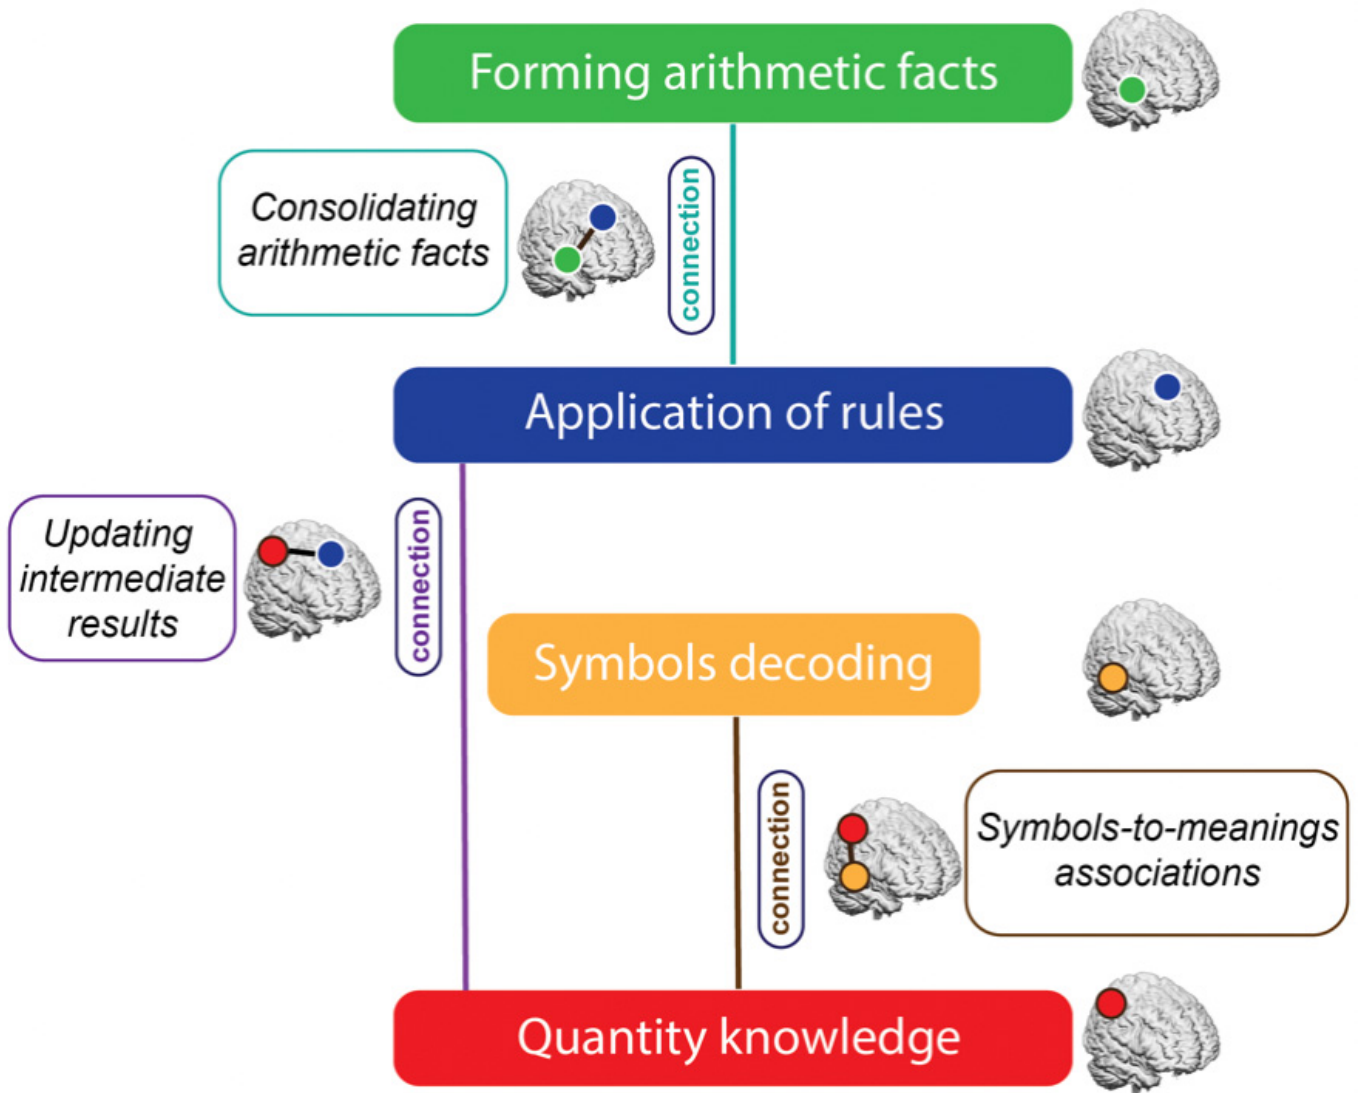 Forming arithmetic facts
Consolidating
arithmetic facts
connection
Application of rules
Updating
intermediate
results
connection
Symbols decoding
connection
Symbols-to-meanings
associations
Quantity knowledge